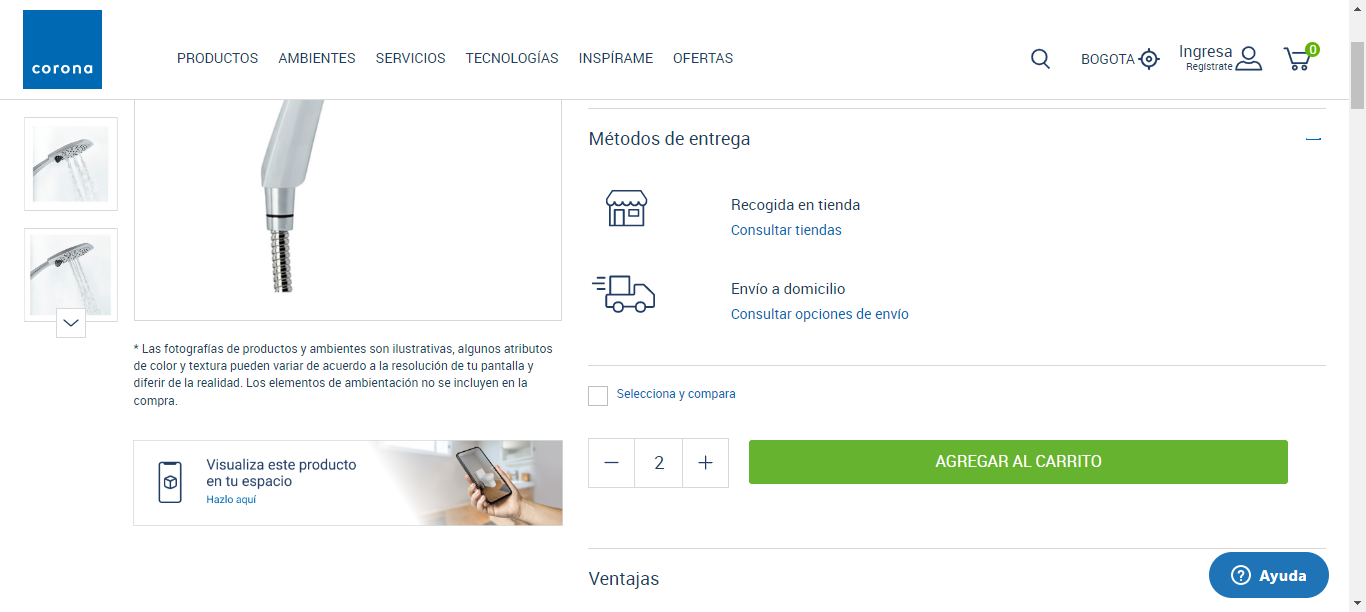 corona
PRODUCTOS AMBIENTES SERVICIOS TECNOLOGÍAS INSPÍRAME OFERTAS
BOGOTA
Ingresa
Regístrate
0
Métodos de entrega
Recogida en tienda
Consultar tiendas
Envío a domicilio
Consultar opciones de envío
* Las fotografías de productos y ambientes son ilustrativas, algunos atributos
de color y textura pueden variar de acuerdo a la resolución de tu pantalla y
diferir de la realidad. Los elementos de ambientación no se incluyen en la
compra.
Selecciona y compara
2
AGREGAR AL CARRITO
Visualiza este producto
en tu espacio
Hazlo aquí
Ventajas
Ayuda